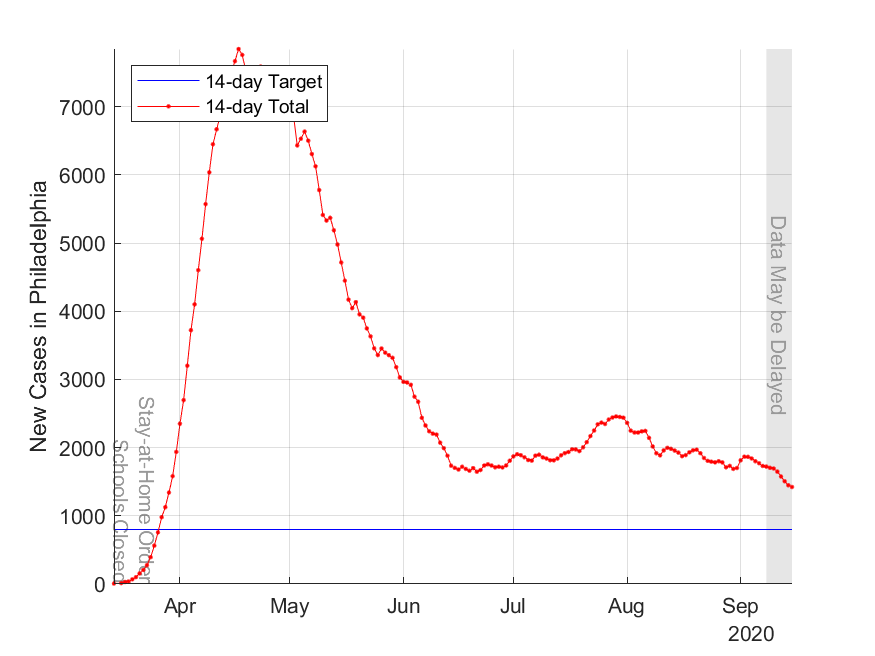 14-day Target
14-day Total
New Cases in Philadelphia
7000
6000
5000
4000
3000
2000
1000
0
Schools Closed
Stay-at-Home Order
Data May be Delayed
Apr
May
Jun
Jul
Aug
Sep
2020